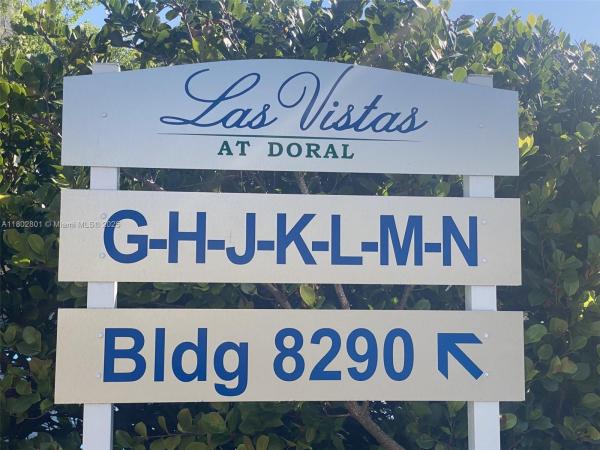 Las Vistas
AT DORAL
A11802801 © Miami MLS® 2025
G-H-J-K-L-M-N
Bldg 8290 ↖